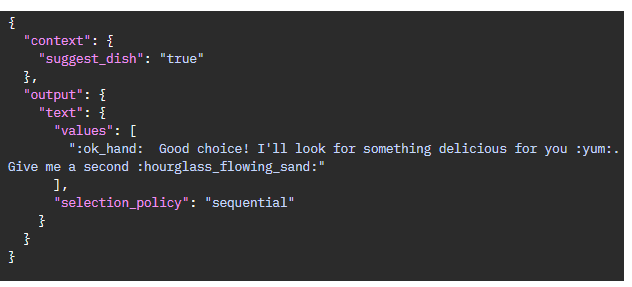 {
  "context": {
    "suggest_dish": "true"
  },
  "output": {
    "text": {
      "values": [
        ":ok_hand:  Good choice! I'll look for something delicious for you :yum:.
Give me a second :hourglass_flowing_sand:"
      ],
      "selection_policy": "sequential"
    }
  }
}